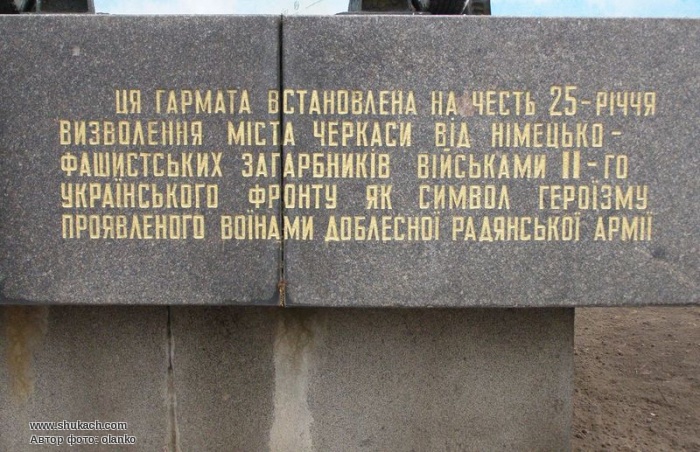 ЦЯ ГАРМАТА ВСТАНОВЛЕНА НА ЧЕСТЬ 25-РІЧЧЯ
ВИЗВОЛЕННЯ МІСТА ЧЕРКАСИ ВІД НІМЕЦЬКО-
ФАШИСТСЬКИХ ЗАГАРБНИКІВ ВІЙСЬКАМИ II-ГО
УКРАЇНСЬКОГО ФРОНТУ ЯК СИМВОЛ ГЕРОЇЗМУ
ПРОЯВЛЕНОГО ВОЇНАМИ ДОБЛЕСНОЇ РАДЯНСЬКОЇ АРМІЇ
www.shukach.com
Автор фото: olanko